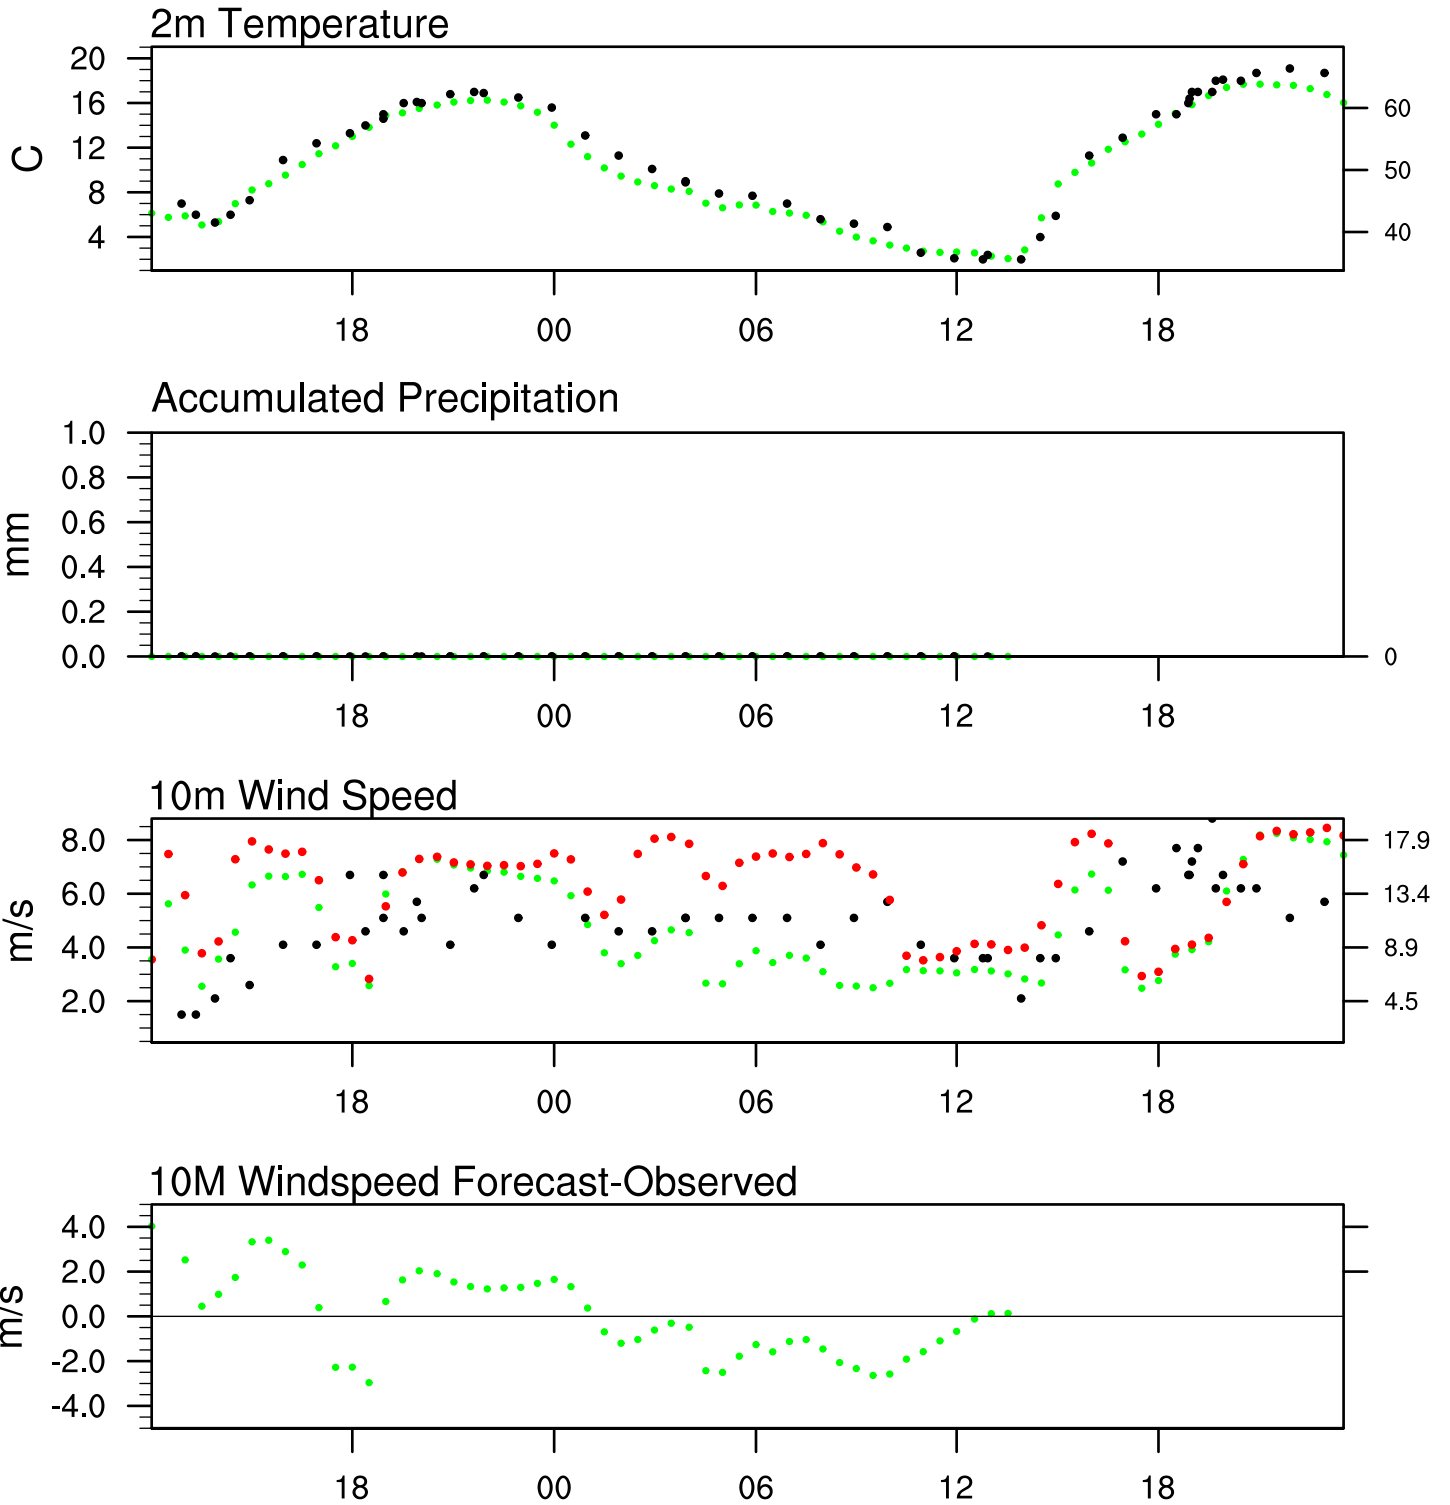 2m Temperature
20
16
12
8
4
C
60
50
40
18 00 06 12 18
Accumulated Precipitation
1.0
0.8
0.6
0.4
0.2
0.0
mm
0
18 00 06 12 18
10m Wind Speed
8.0
6.0
4.0
2.0
m/s
17.9
13.4
8.9
4.5
18 00 06 12 18
10M Windspeed Forecast-Observed
4.0
2.0
0.0
-2.0
-4.0
m/s
18 00 06 12 18